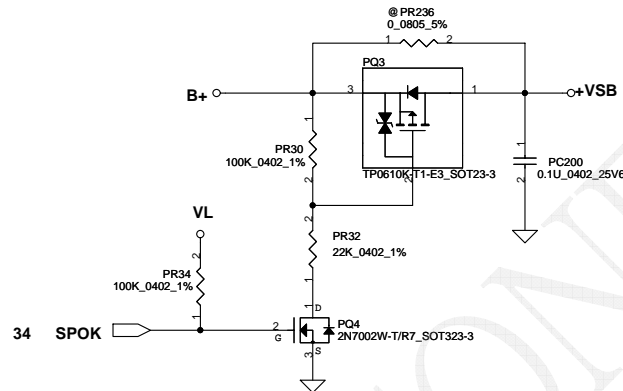 @PR236
0_0805_5%
1
2
PQ3
B+
3
1
+VSB
1
PR30
100K_0402_1%
2
2
TP0610K-T1-E3_SOT23-3
1
2
PC200
0.1U_0402_25V6
VL
2
PR32
22K_0402_1%
1
2
PR34
100K_0402_1%
1
1
D
PQ4
2N7002W-T/R7_SOT323-3
34
SPOK
2
G
S
3